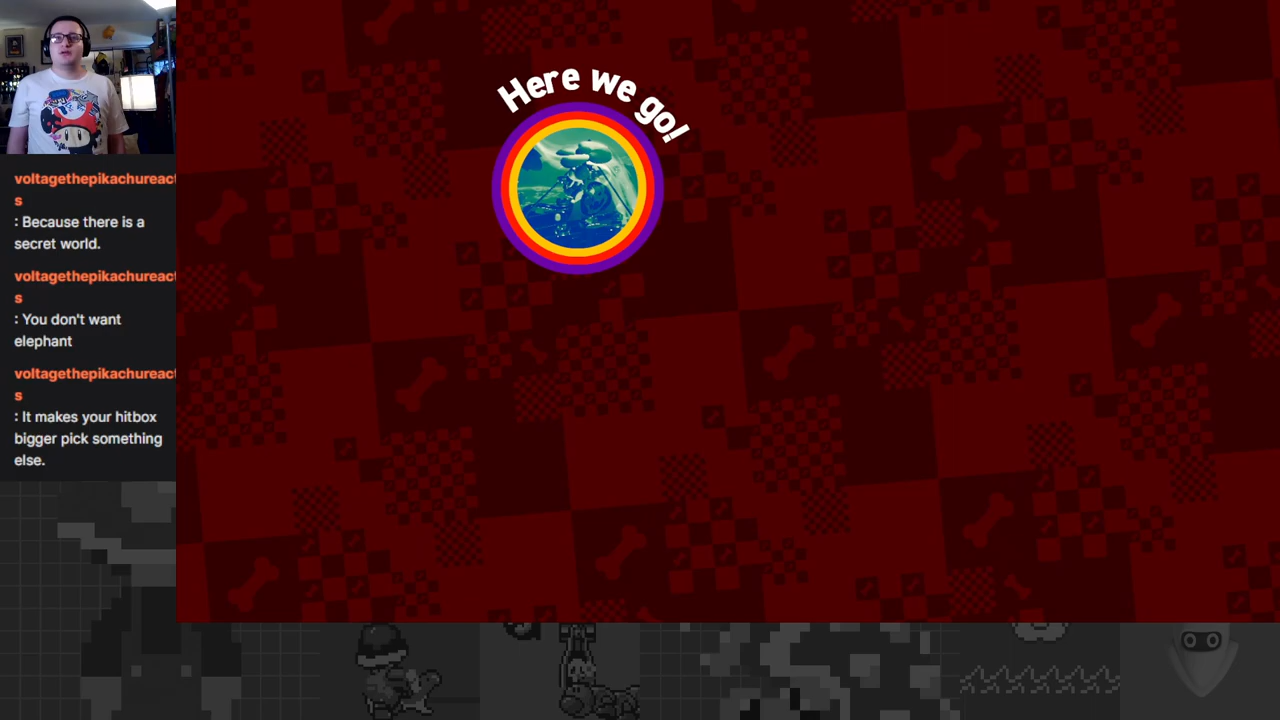 Here we go!
voltagethepikachureact
s
: Because there is a
secret world.
voltagethepikachureact
s
: You don't want
elephant
voltagethepikachureact
s
: It makes your hitbox
bigger pick something
else.